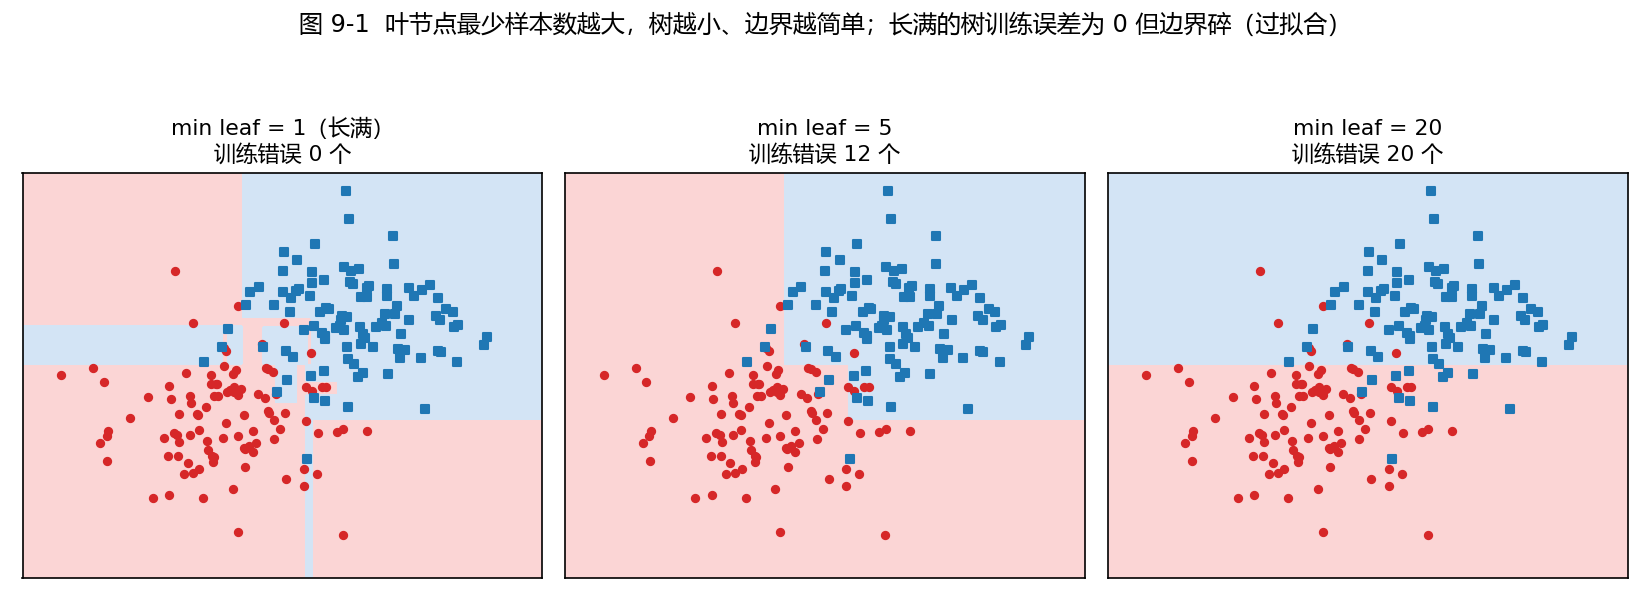 图 9-1  叶节点最少样本数越大，树越小、边界越简单；长满的树训练误差为 0 但边界碎（过拟合）
min leaf = 1（长满）
训练错误 0 个
min leaf = 5
训练错误 12 个
min leaf = 20
训练错误 20 个